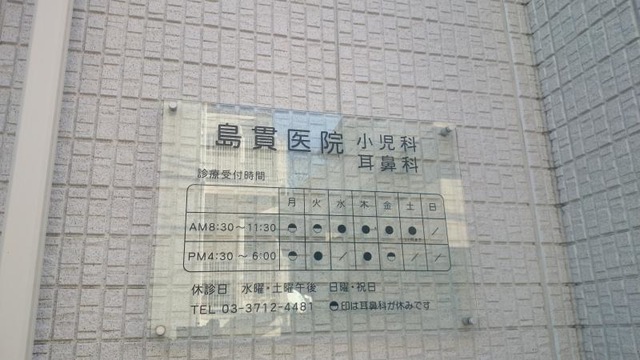 島貫医院 小児科
耳鼻科
診療受付時間
月 火 水 木 金 土 日
AM8:30～11:30 ◓ ◓ ● ● ● ● ／
PM4:30～6:00 ◓ ● ／ ● ◓ ／ ／
休診日 水曜・土曜午後 日曜・祝日
TEL 03-3712-4481 ◓印は耳鼻科が休みです